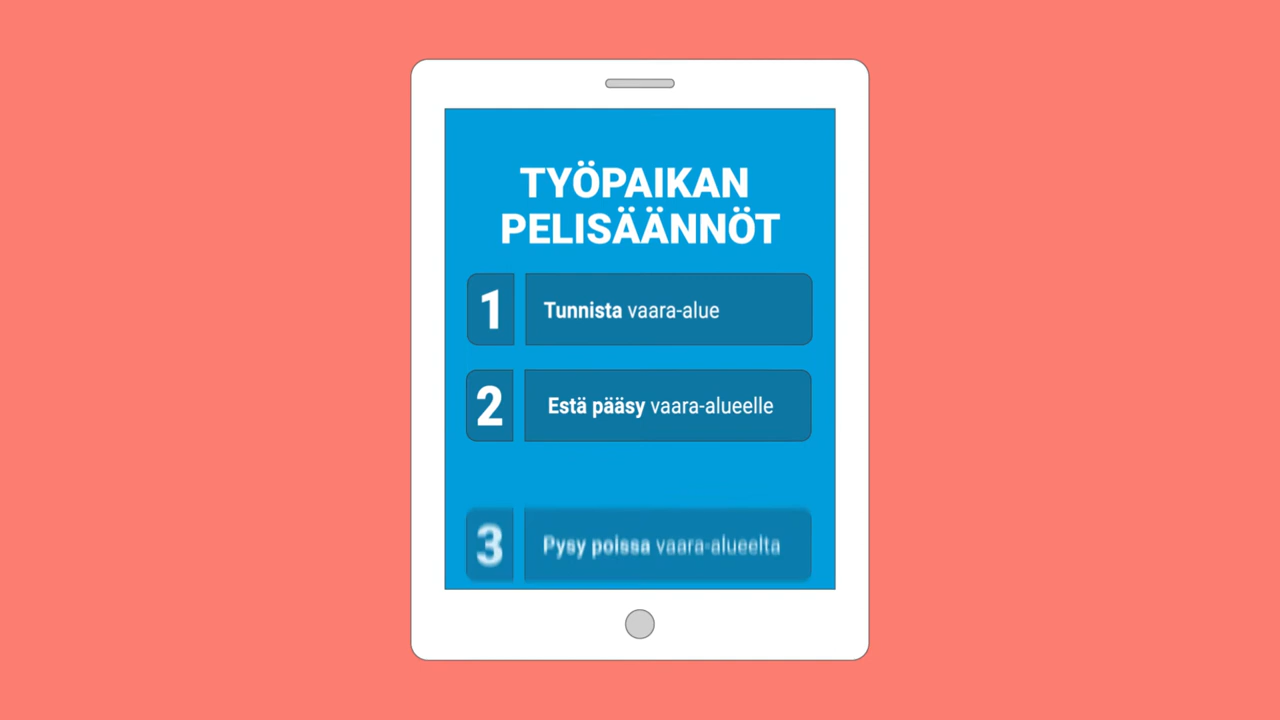 TYÖPAIKAN
PELISÄÄNNÖT
1 Tunnista vaara-alue
2 Estä pääsy vaara-alueelle
3 Pysy poissa vaara-alueelta